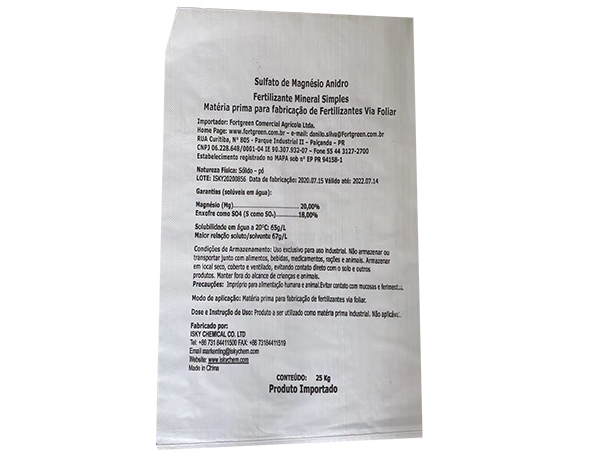 Sulfato de Magnésio Anidro
Fertilizante Mineral Simples
Matéria prima para fabricação de Fertilizantes Via Foliar
Importador: Fortgreen Comercial Agrícola Ltda.
Home Page: www.fortgreen.com.br - e-mail: danilo.silva@fortgreen.com.br
RUA Curitiba, Nº 805 - Parque Industrial II – Paiçandu – PR
CNPJ 06.228.648/0001-04 IE 90.307.932-07 – Fone 55 44 3127-2700
Estabelecimento registrado no MAPA sob nº EP PR 94158-1
Natureza Física: Sólido - pó
LOTE: ISKY20200856 Data de fabricação: 2020.07.15 Válido até: 2022.07.14
Garantias (solúveis em água):
Magnésio (Mg)..............................20,00%
Enxofre como SO4 (S como SO₄)..............18,00%
Solubilidade em água a 20°C: 65g/L
Maior relação soluto/solvente 67g/L
Condições de Armazenamento: Uso exclusivo para uso industrial. Não armazenar ou
transportar junto com alimentos, bebidas, medicamentos, rações e animais. Armazenar
em local seco, coberto e ventilado, evitando contato direto com o solo e outros
produtos. Manter fora do alcance de crianças e animais.
Precauções: Impróprio para alimentação humana e animal.Evitar contato com mucosas e
Modo de aplicação: Matéria prima para fabricação de fertilizantes via foliar.
Dose e Instrução de Uso: Produto a ser utilizado como matéria prima industrial. Não
Fabricado por:
ISKY CHEMICAL CO. LTD
Tel: +86 731 84411500 FAX: +86 73184411519
Email marketing@iskychem.com
Website: www.iskychem.com
Made in China
CONTEÚDO: 25 Kg
Produto Importado